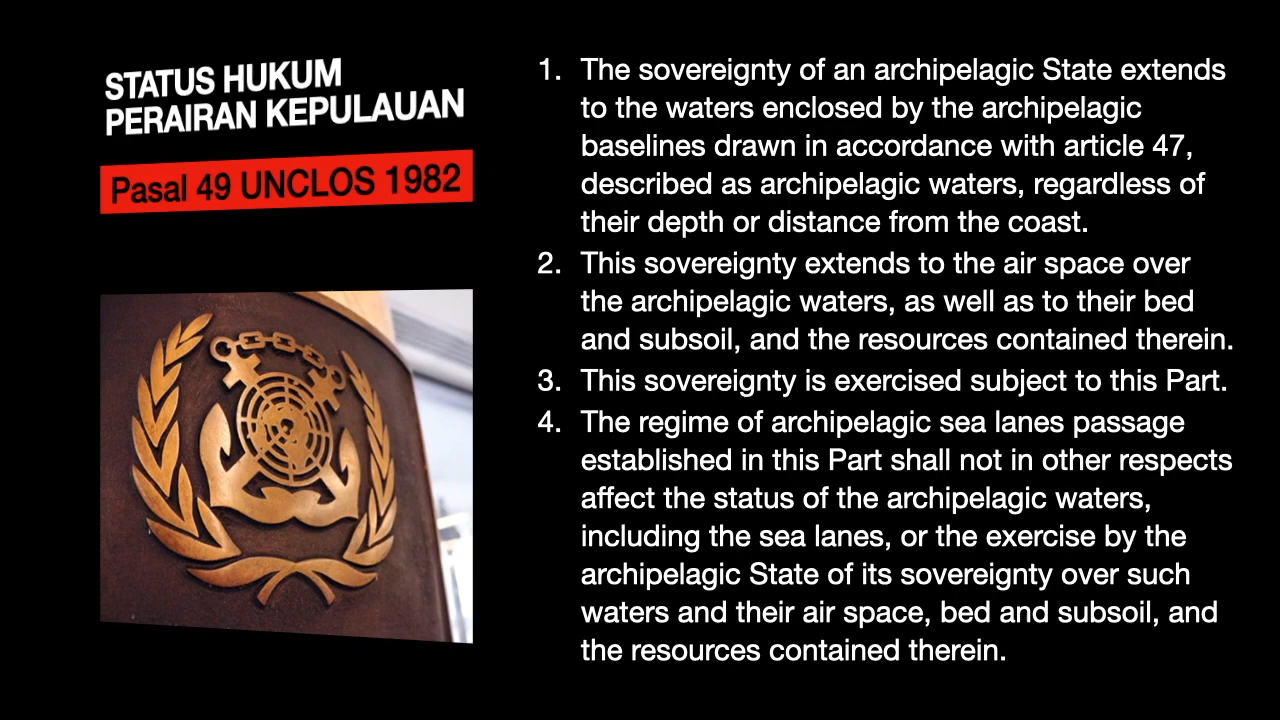 STATUS HUKUM
PERAIRAN KEPULAUAN
Pasal 49 UNCLOS 1982
1. The sovereignty of an archipelagic State extends
to the waters enclosed by the archipelagic
baselines drawn in accordance with article 47,
described as archipelagic waters, regardless of
their depth or distance from the coast.
2. This sovereignty extends to the air space over
the archipelagic waters, as well as to their bed
and subsoil, and the resources contained therein.
3. This sovereignty is exercised subject to this Part.
4. The regime of archipelagic sea lanes passage
established in this Part shall not in other respects
affect the status of the archipelagic waters,
including the sea lanes, or the exercise by the
archipelagic State of its sovereignty over such
waters and their air space, bed and subsoil, and
the resources contained therein.